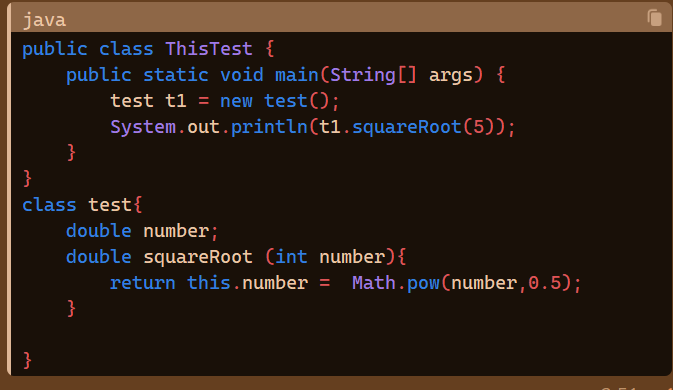 java
public class ThisTest {
    public static void main(String[] args) {
        test t1 = new test();
        System.out.println(t1.squareRoot(5));
    }
}
class test{
    double number;
    double squareRoot (int number){
        return this.number =  Math.pow(number,0.5);
    }

}